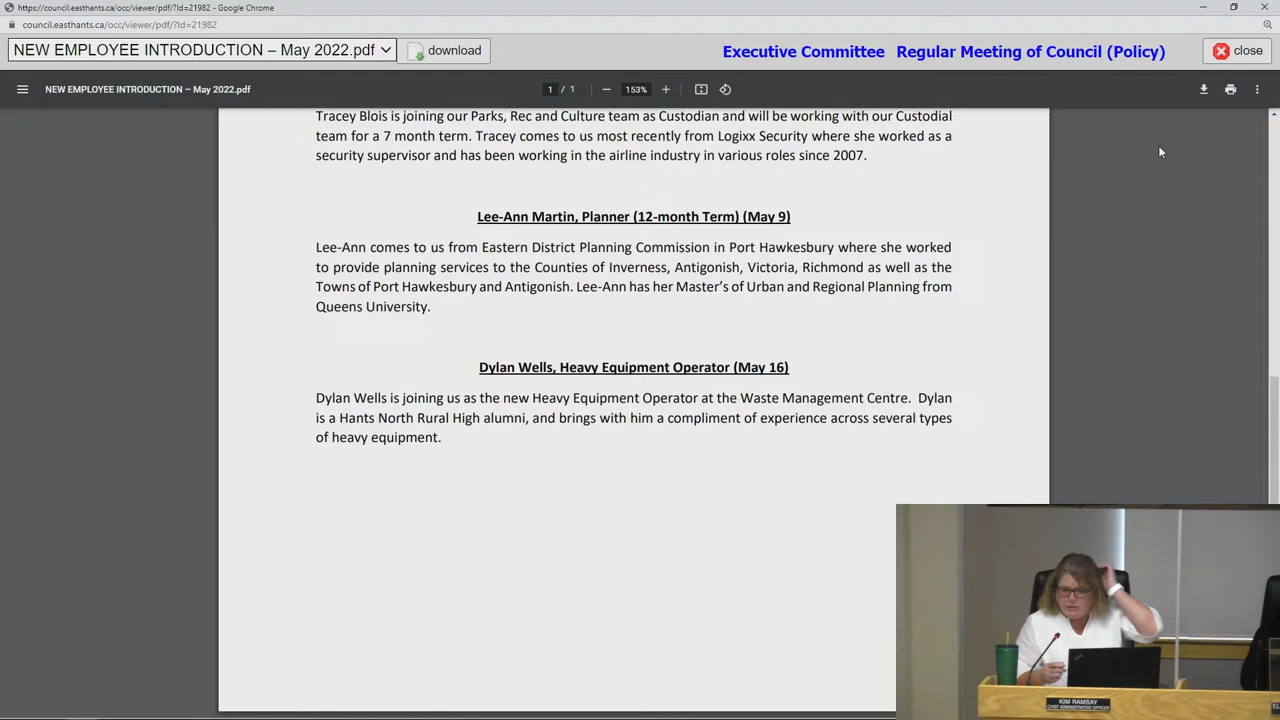 https://council.easthants.ca/occ/viewer/pdf/?Id=21982 - Google Chrome
council.easthants.ca/occ/viewer/pdf/?Id=21982
NEW EMPLOYEE INTRODUCTION – May 2022.pdf
download
Executive Committee Regular Meeting of Council (Policy)
close
NEW EMPLOYEE INTRODUCTION – May 2022.pdf
1 / 1
153%
Tracey Blois is joining our Parks, Rec and Culture team as Custodian and will be working with our Custodial
team for a 7 month term. Tracey comes to us most recently from Logixx Security where she worked as a
security supervisor and has been working in the airline industry in various roles since 2007.
Lee-Ann Martin, Planner (12-month Term) (May 9)
Lee-Ann comes to us from Eastern District Planning Commission in Port Hawkesbury where she worked
to provide planning services to the Counties of Inverness, Antigonish, Victoria, Richmond as well as the
Towns of Port Hawkesbury and Antigonish. Lee-Ann has her Master's of Urban and Regional Planning from
Queens University.
Dylan Wells, Heavy Equipment Operator (May 16)
Dylan Wells is joining us as the new Heavy Equipment Operator at the Waste Management Centre. Dylan
is a Hants North Rural High alumni, and brings with him a compliment of experience across several types
of heavy equipment.
KIM RAMSAY
CHIEF ADMINISTRATIVE OFFICER